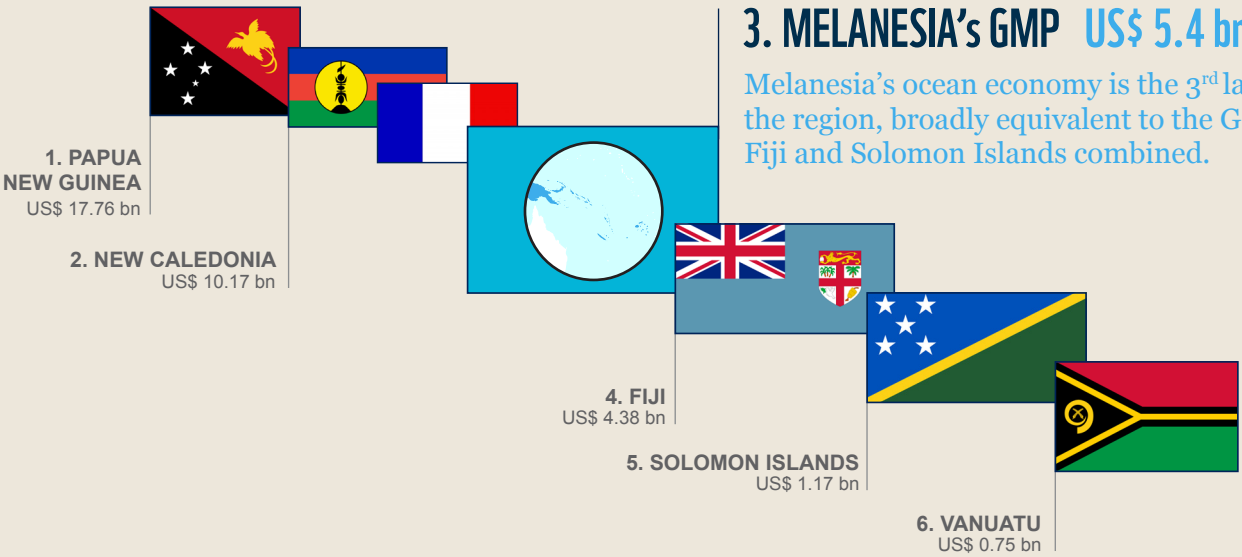 3. MELANESIA's GMP US$ 5.4 bn
Melanesia's ocean economy is the 3rd
the region, broadly equivalent to the
Fiji and Solomon Islands combined.
1. PAPUA
NEW GUINEA
US$ 17.76 bn
2. NEW CALEDONIA
US$ 10.17 bn
4. FIJI
US$ 4.38 bn
5. SOLOMON ISLANDS
US$ 1.17 bn
6. VANUATU
US$ 0.75 bn